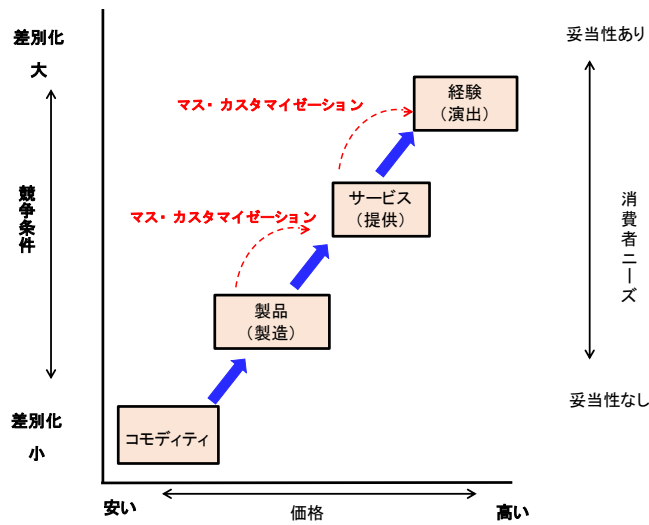 差別化
大
妥当性あり
経験
（演出）
マス・カスタマイゼーション
競争条件
サービス
（提供）
消費者ニーズ
マス・カスタマイゼーション
製品
（製造）
差別化
小
コモディティ
妥当性なし
安い
価格
高い